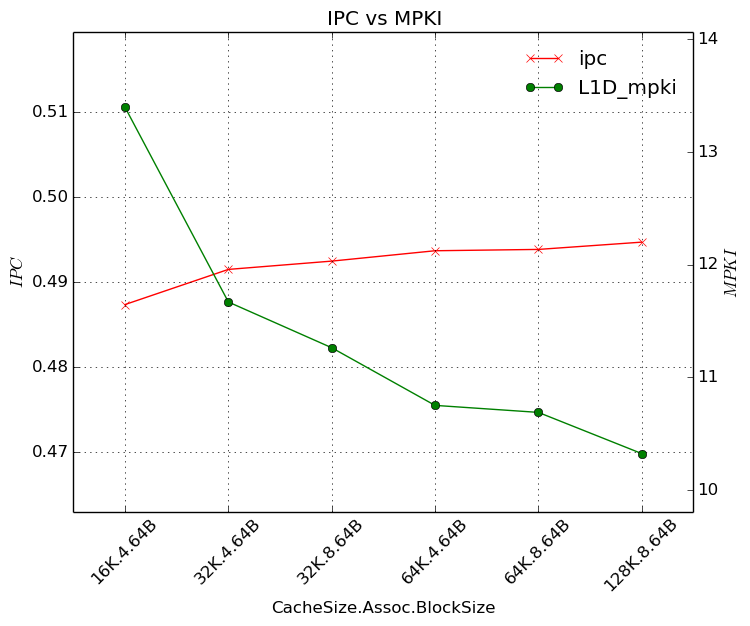 IPC vs MPKI
ipc
L1D_mpki
0.51
0.50
0.49
0.48
0.47
IPC
14
13
12
11
10
MPKI
16K.4.64B
32K.4.64B
32K.8.64B
64K.4.64B
64K.8.64B
128K.8.64B
CacheSize.Assoc.BlockSize